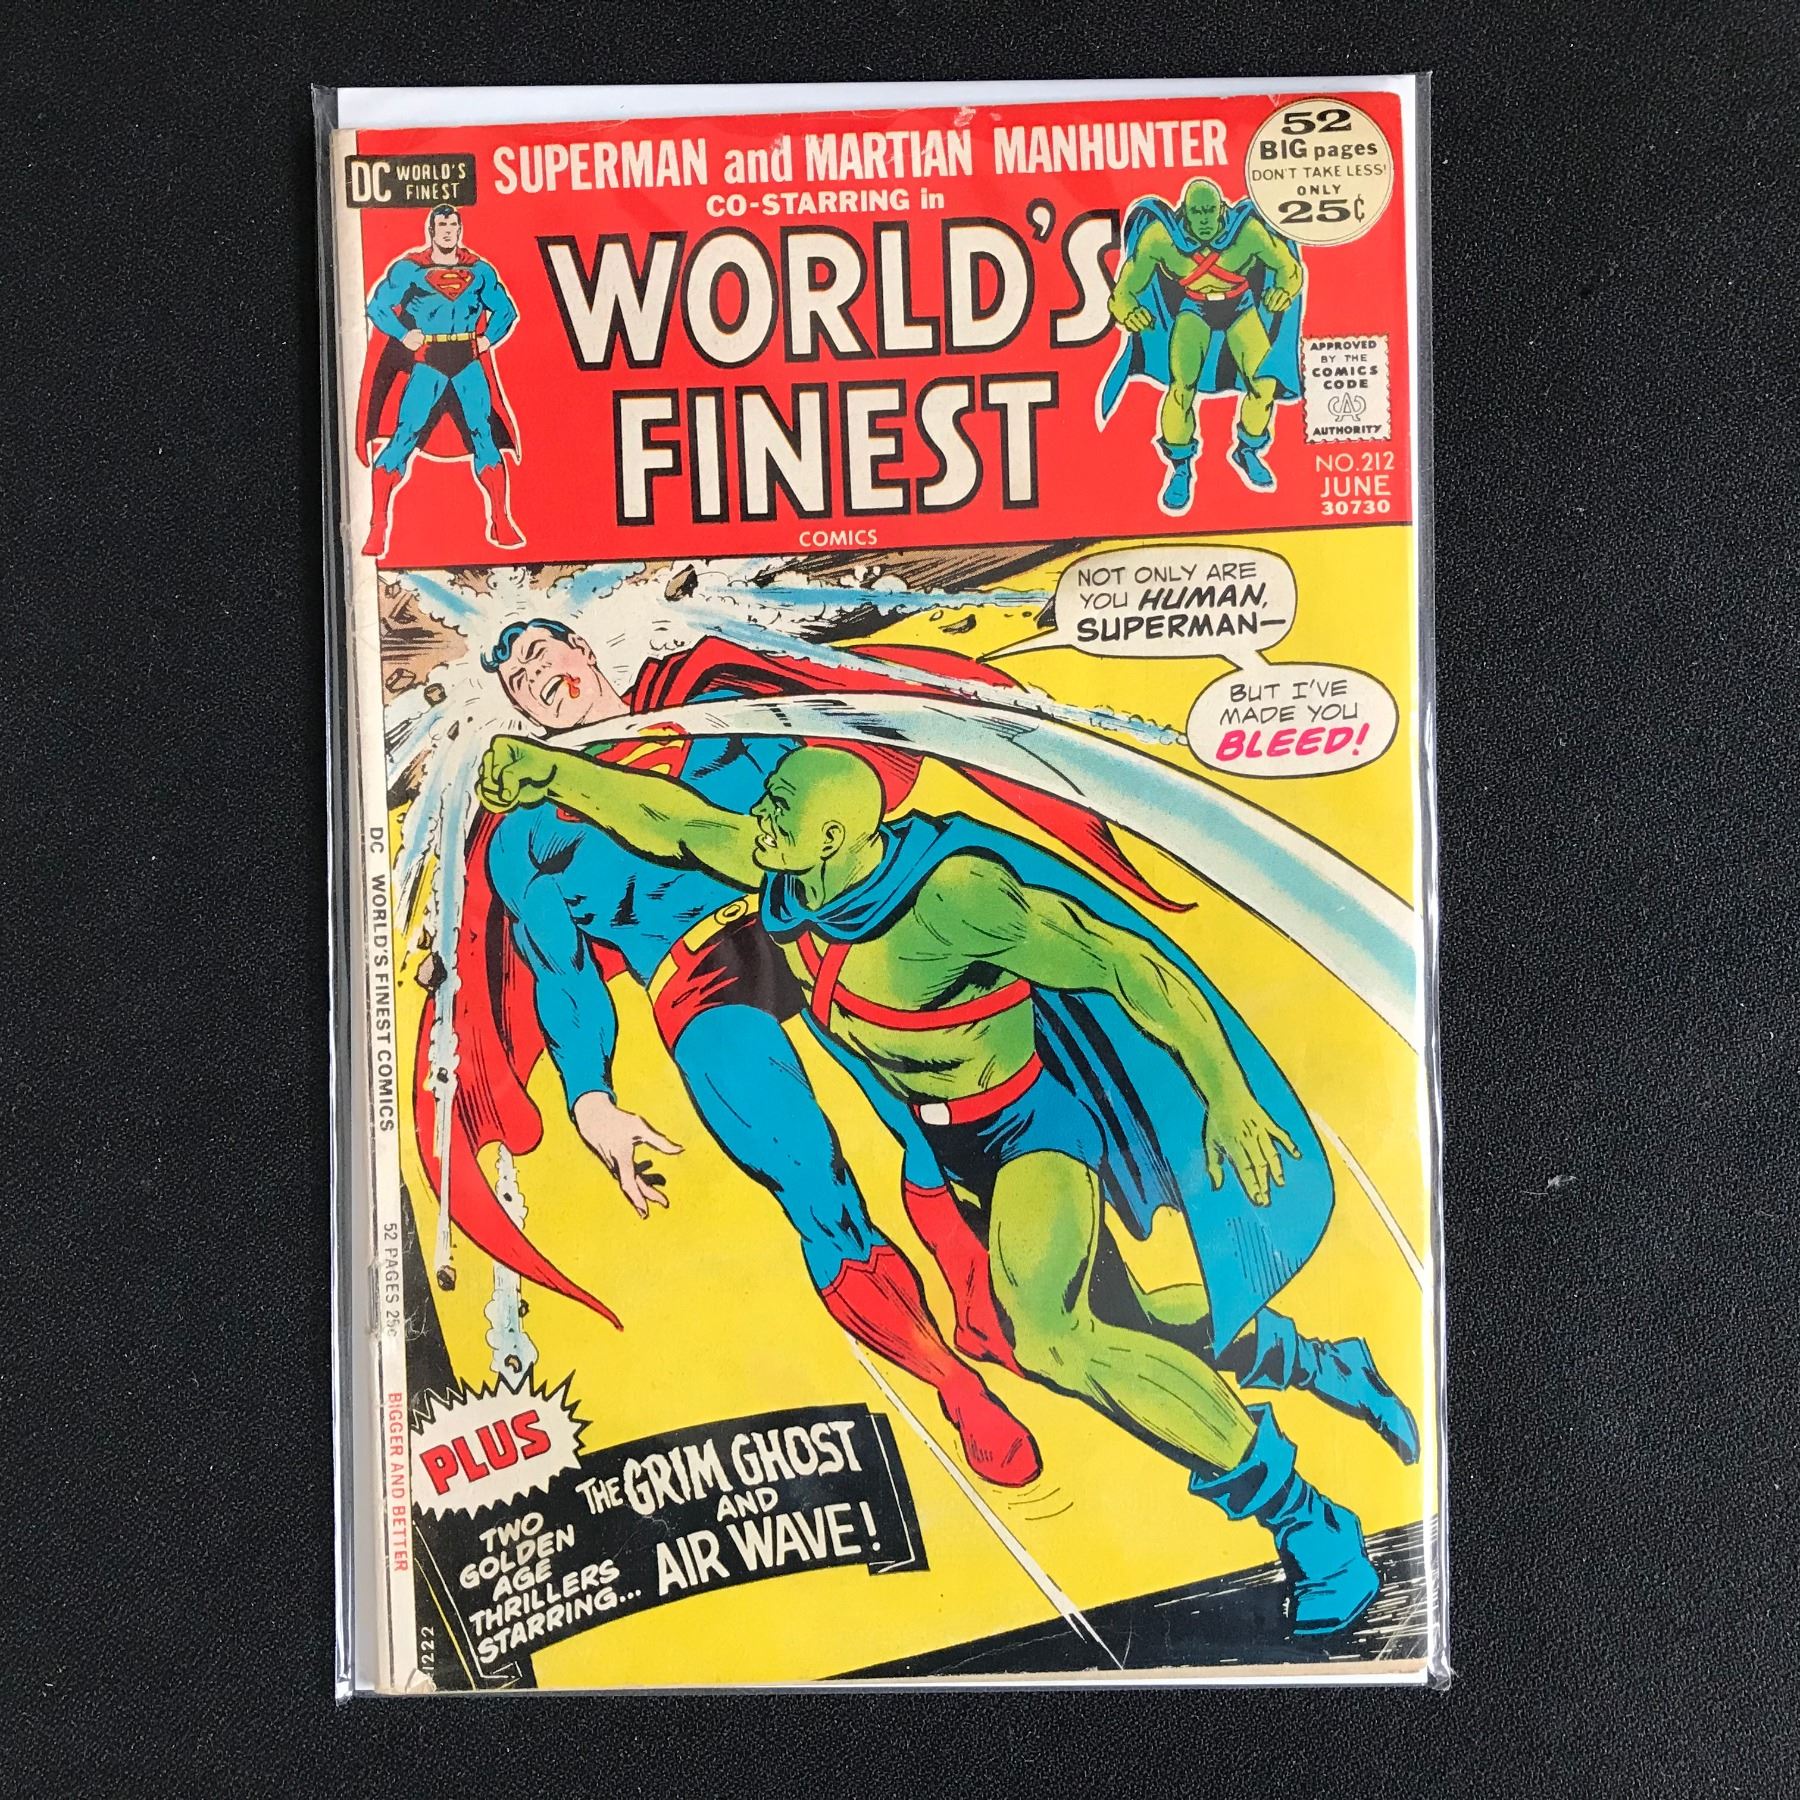 DC WORLD'S
FINEST
SUPERMAN and MARTIAN MANHUNTER
CO-STARRING in
WORLD'S
FINEST
COMICS
52
BIG pages
DON'T TAKE LESS!
ONLY
25¢
APPROVED
BY THE
COMICS
CODE
CA
AUTHORITY
NO.212
JUNE
30730
NOT ONLY ARE
YOU HUMAN,
SUPERMAN—
BUT I'VE
MADE YOU
BLEED!
DC WORLD'S FINEST COMICS 52 PAGES 25¢ BIGGER AND BETTER
PLUS
TWO
GOLDEN
AGE
THRILLERS
STARRING...
THE GRIM GHOST
AND
AIR WAVE!
1222